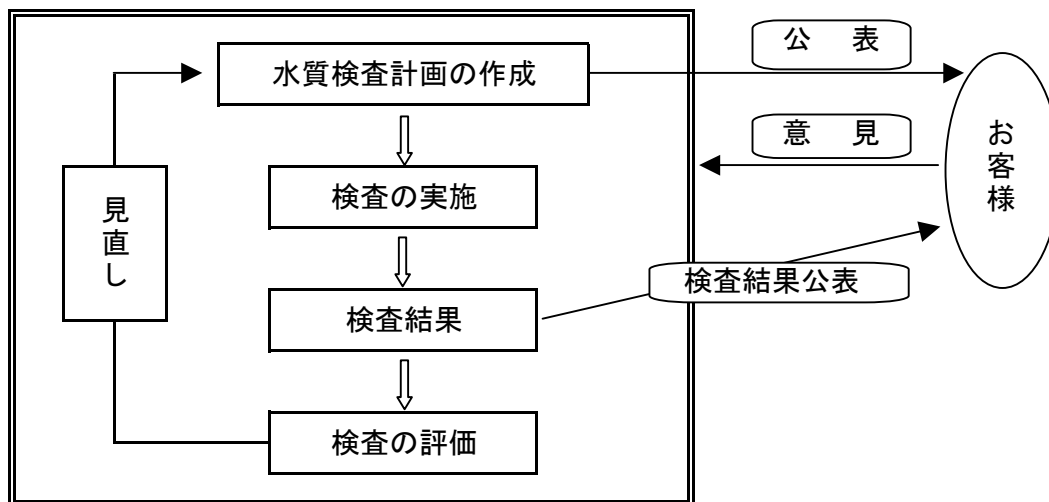 水質検査計画の作成
検査の実施
検査結果
検査の評価
見直し
公　表
意　見
検査結果公表
お客様